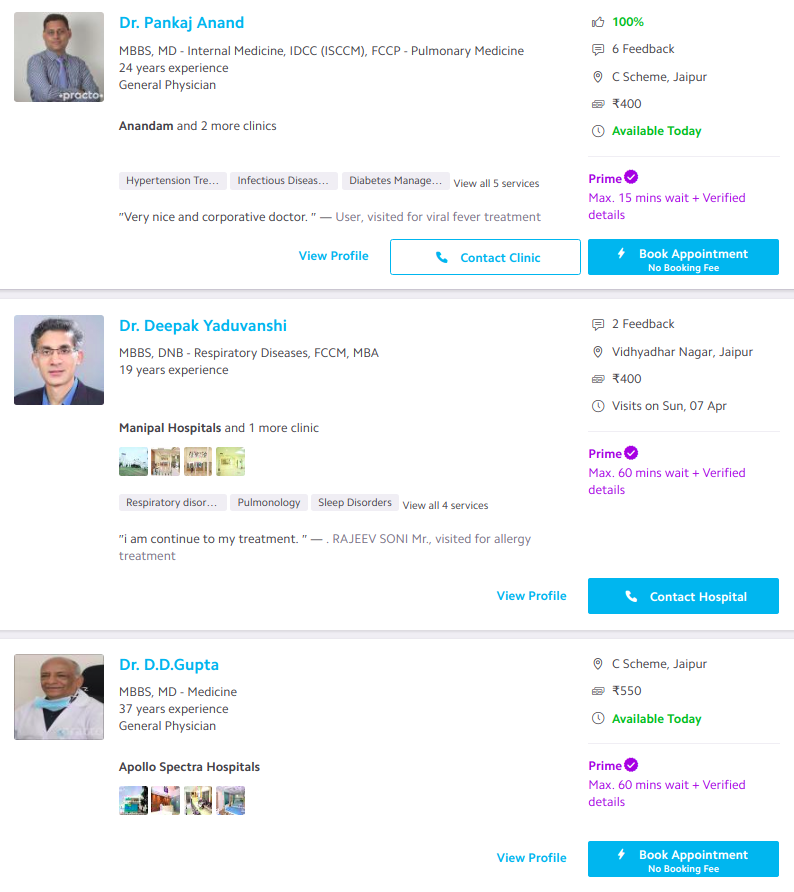 Dr. Pankaj Anand
MBBS, MD - Internal Medicine, IDCC (ISCCM), FCCP - Pulmonary Medicine
24 years experience
General Physician
•practo•
Anandam and 2 more clinics
Hypertension Tre... Infectious Diseas... Diabetes Manage... View all 5 services
"Very nice and corporative doctor. " — User, visited for viral fever treatment
100%
6 Feedback
C Scheme, Jaipur
₹400
Available Today
Prime
Max. 15 mins wait + Verified
details
View Profile
Contact Clinic
Book Appointment
No Booking Fee
Dr. Deepak Yaduvanshi
MBBS, DNB - Respiratory Diseases, FCCM, MBA
19 years experience
Manipal Hospitals and 1 more clinic
Respiratory disor... Pulmonology Sleep Disorders View all 4 services
"i am continue to my treatment. " — . RAJEEV SONI Mr., visited for allergy
treatment
2 Feedback
Vidhyadhar Nagar, Jaipur
₹400
Visits on Sun, 07 Apr
Prime
Max. 60 mins wait + Verified
details
View Profile
Contact Hospital
Dr. D.D.Gupta
MBBS, MD - Medicine
37 years experience
General Physician
Apollo Spectra Hospitals
C Scheme, Jaipur
₹550
Available Today
Prime
Max. 60 mins wait + Verified
details
View Profile
Book Appointment
No Booking Fee